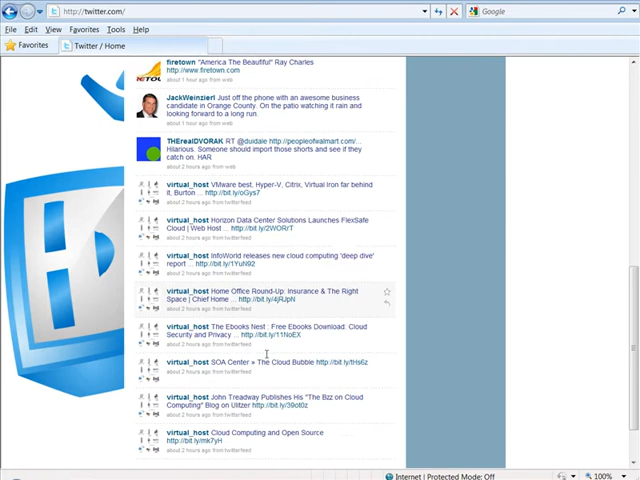 http://twitter.com/
Google
File Edit View Favorites Tools Help
Favorites
Twitter / Home
firetown "America The Beautiful" Ray Charles
http://www.firetown.com
about 1 hour ago from web
JackWeinzierl Just off the phone with an awesome business
candidate in Orange County. On the patio watching it rain and
looking forward to a long run.
about 1 hour ago from web
THErealDVORAK RT @duidale http://peopleofwalmart.com/...
Hilarious. Someone should import those shorts and see if they
catch on. HAR
about 2 hours ago from web
virtual_host VMware best, Hyper-V, Citrix, Virtual Iron far behind
it, Burton ... http://bit.ly/oGys7
about 2 hours ago from twitterfeed
virtual_host Horizon Data Center Solutions Launches FlexSafe
Cloud | Web Host ... http://bit.ly/2WORrT
about 2 hours ago from twitterfeed
virtual_host InfoWorld releases new cloud computing 'deep dive'
report ... http://bit.ly/1YuN92
about 2 hours ago from twitterfeed
virtual_host Home Office Round-Up: Insurance & The Right
Space | Chief Home ... http://bit.ly/4jRJpN
about 2 hours ago from twitterfeed
virtual_host The Ebooks Nest : Free Ebooks Download. Cloud
Security and Privacy ... http://bit.ly/11NoEX
about 2 hours ago from twitterfeed
virtual_host SOA Center » The Cloud Bubble http://bit.ly/tHs6z
about 2 hours ago from twitterfeed
virtual_host John Treadway Publishes His "The Bzz on Cloud
Computing" Blog on Ulitzer http://bit.ly/39ot0z
about 2 hours ago from twitterfeed
virtual_host Cloud Computing and Open Source
http://bit.ly/mk7yH
about 2 hours ago from twitterfeed
Internet | Protected Mode: Off
100%